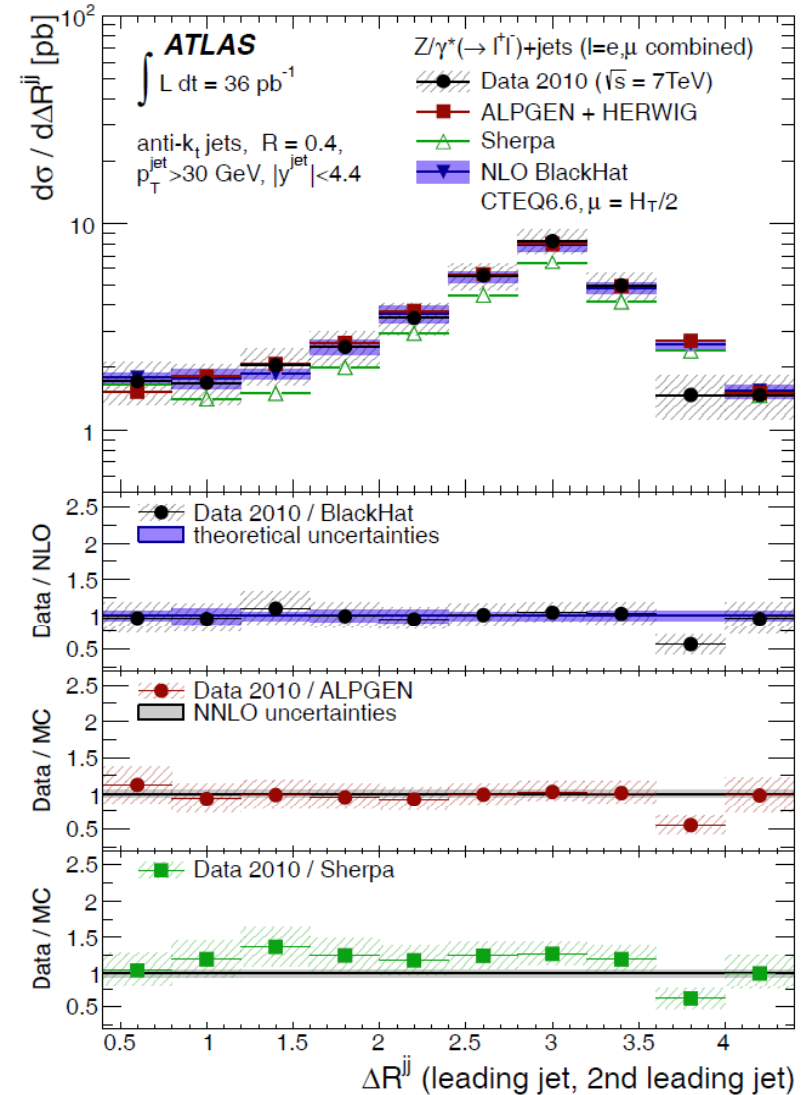 ATLAS
∫ L dt = 36 pb⁻¹
anti-kₜ jets, R = 0.4,
p_T^jet >30 GeV, |y^jet|<4.4
Z/γ*(→ l⁺l⁻)+jets (l=e,μ combined)
Data 2010 (√s = 7TeV)
ALPGEN + HERWIG
Sherpa
NLO BlackHat
CTEQ6.6, μ = H_T/2
dσ / dΔR^jj [pb]
10²
10
1
Data 2010 / BlackHat
theoretical uncertainties
Data / NLO
2.5
2
1.5
1
0.5
Data 2010 / ALPGEN
NNLO uncertainties
Data / MC
2.5
2
1.5
1
0.5
Data 2010 / Sherpa
Data / MC
2.5
2
1.5
1
0.5
0.5 1 1.5 2 2.5 3 3.5 4
ΔR^jj (leading jet, 2nd leading jet)